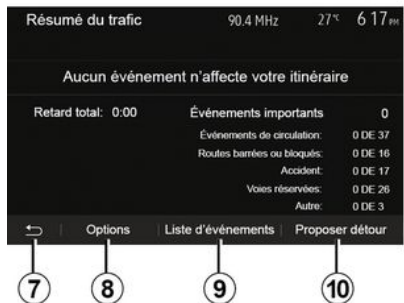 Résumé du trafic 90.4 MHz 27°C 6 17 PM
Aucun événement n'affecte votre itinéraire
Retard total: 0:00 Événements importants 0
Événements de circulation: 0 DE 37
Routes barrées ou bloqués: 0 DE 16
Accident: 0 DE 17
Voies réservées: 0 DE 26
Autre: 0 DE 3
Options Liste d'événements Proposer détour
7 8 9 10